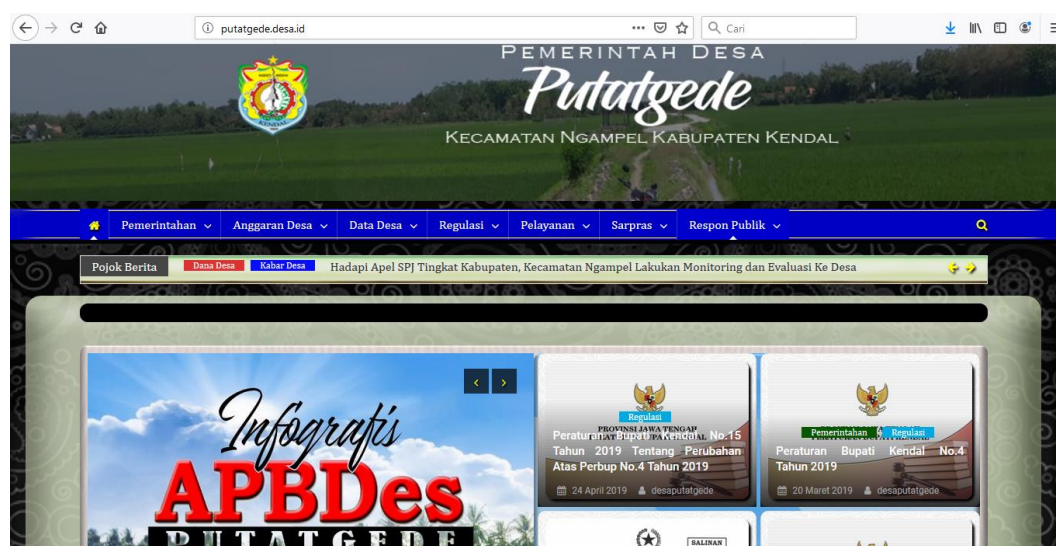 putatgede.desa.id
Cari
PEMERINTAH DESA
Putatgede
KECAMATAN NGAMPEL KABUPATEN KENDAL
KENDAL
Pemerintahan
Anggaran Desa
Data Desa
Regulasi
Pelayanan
Sarpras
Respon Publik
Pojok Berita
Dana Desa
Kabar Desa
Hadapi Apel SPJ Tingkat Kabupaten, Kecamatan Ngampel Lakukan Monitoring dan Evaluasi Ke Desa
Infografis
APBDes
PUTATGEDE
Regulasi
PROVINSI JAWA TENGAH
Peraturan Bupati Kendal No.15
Tahun 2019 Tentang Perubahan
Atas Perbup No.4 Tahun 2019
24 April 2019
desaputatgede
Pemerintahan
Regulasi
Peraturan Bupati Kendal No.4
Tahun 2019
20 Maret 2019
desaputatgede
SALINAN